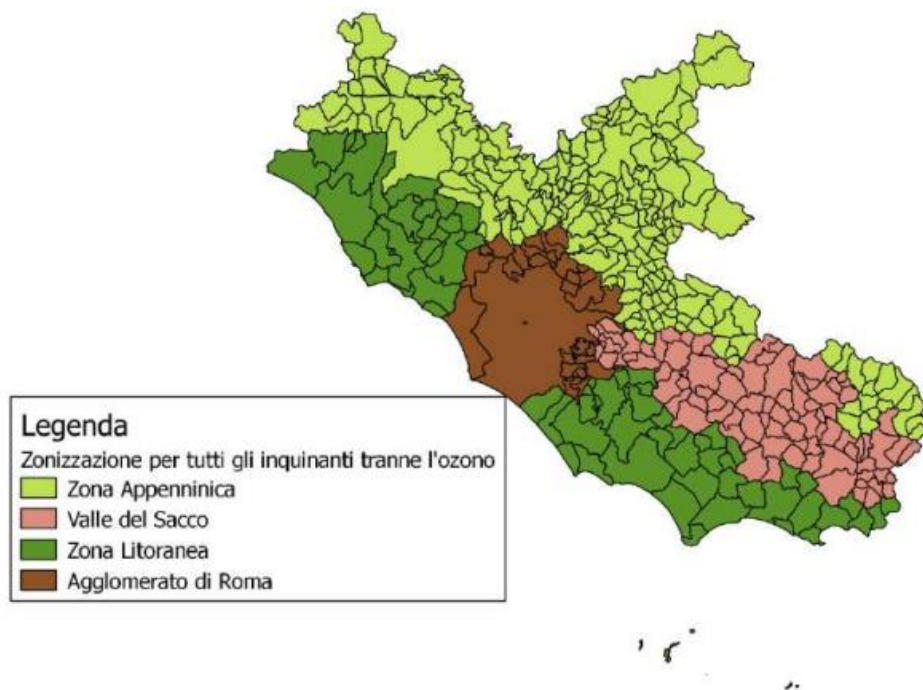 Legenda
Zonizzazione per tutti gli inquinanti tranne l'ozono
Zona Appenninica
Valle del Sacco
Zona Litoranea
Agglomerato di Roma